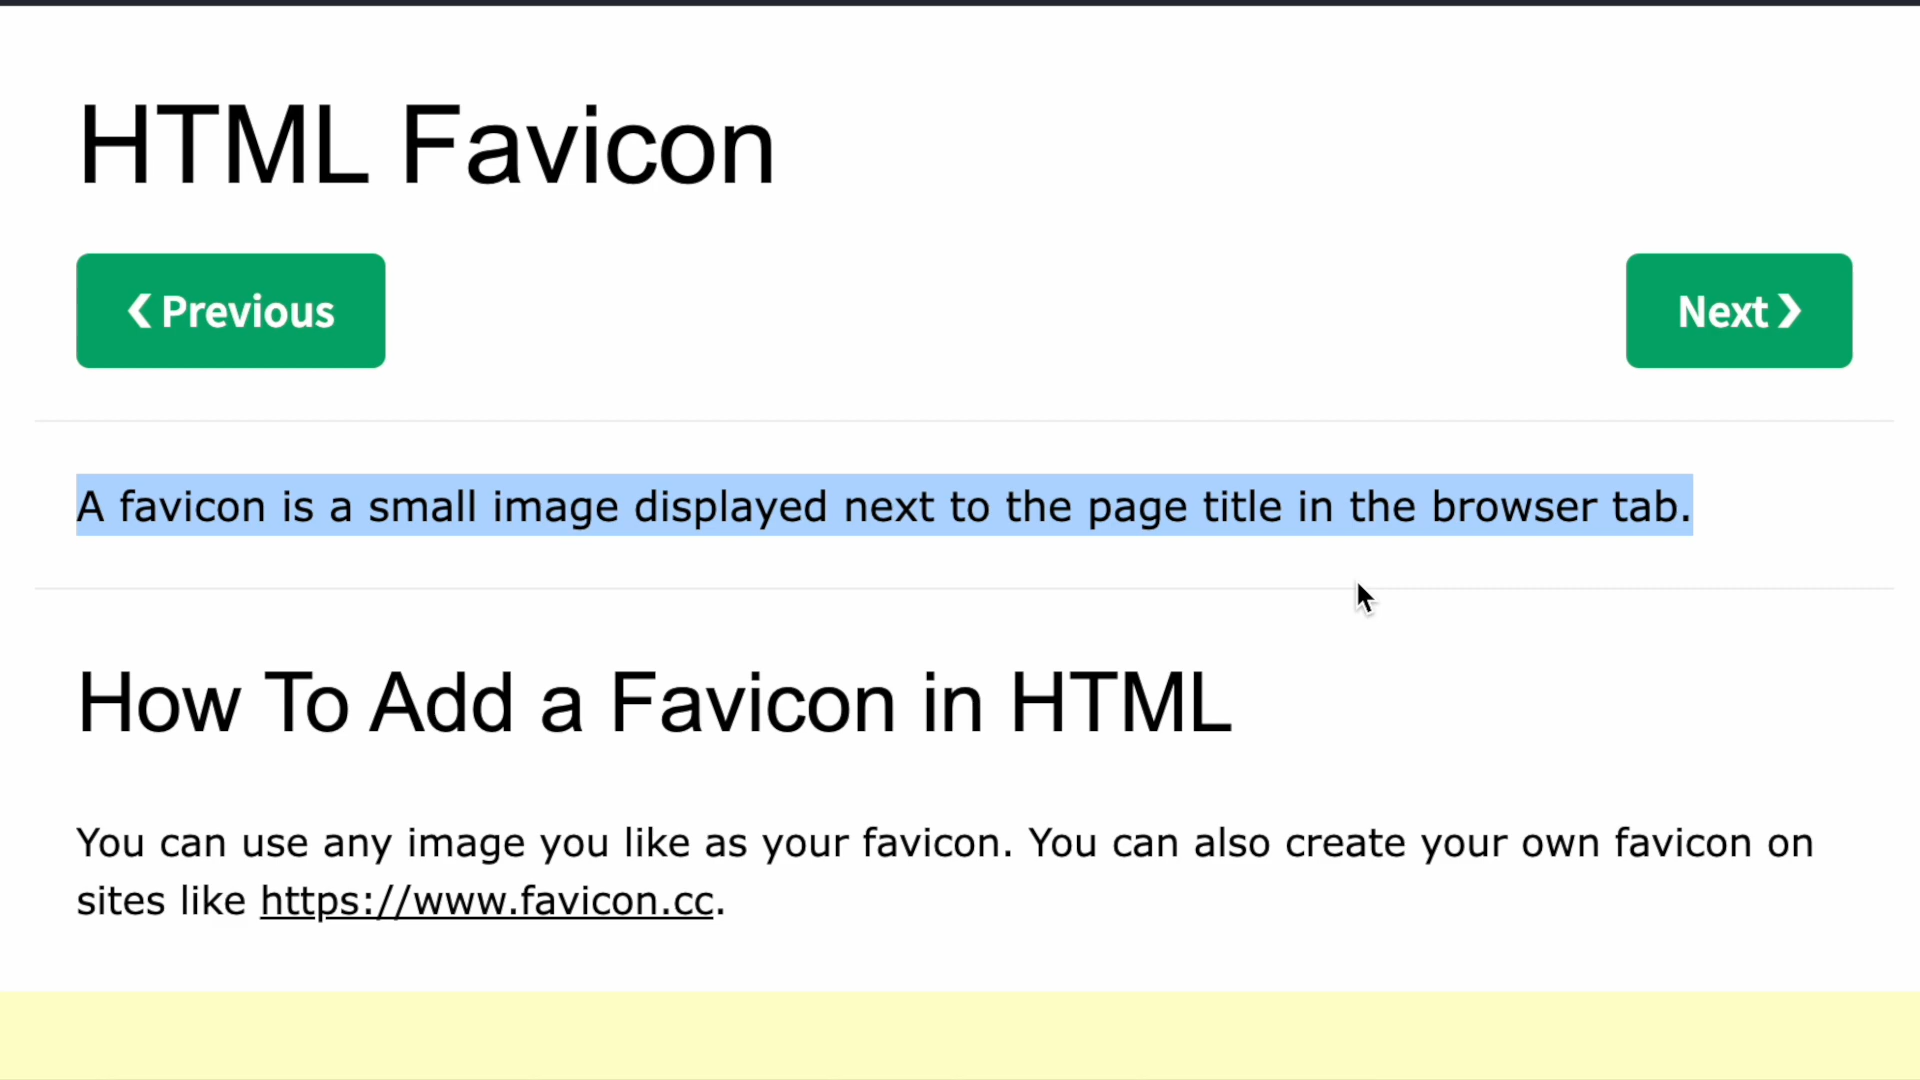 HTML Favicon
❮ Previous
Next ❯
A favicon is a small image displayed next to the page title in the browser tab.
How To Add a Favicon in HTML
You can use any image you like as your favicon. You can also create your own favicon on
sites like https://www.favicon.cc.